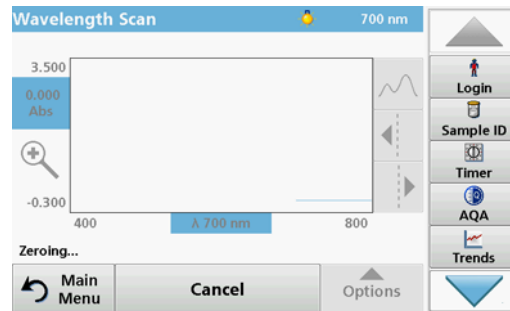 Wavelength Scan
700 nm
3.500
0.000
Abs
-0.300
400
λ 700 nm
800
Zeroing...
Main
Menu
Cancel
Options
Login
Sample ID
Timer
AQA
Trends